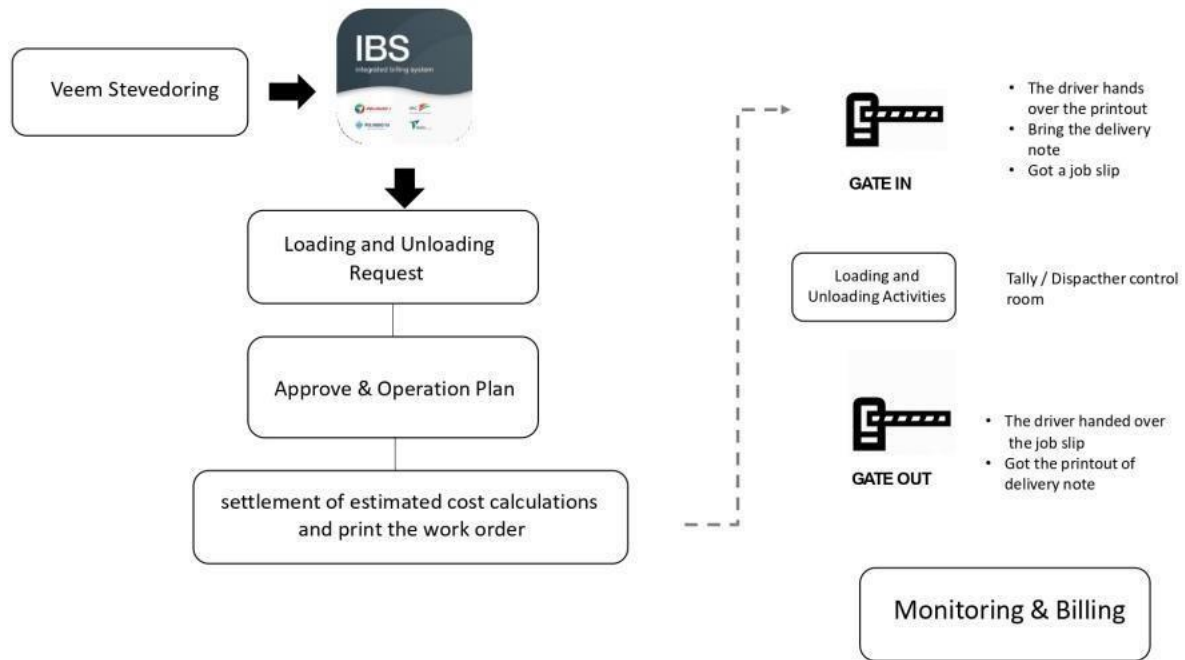 Veem Stevedoring
IBS
integrated billing system
Loading and Unloading
Request
Approve & Operation Plan
settlement of estimated cost calculations
and print the work order
GATE IN
• The driver hands
over the printout
• Bring the delivery
note
• Got a job slip
Loading and
Unloading Activities
Tally / Dispacther control
room
GATE OUT
• The driver handed over
the job slip
• Got the printout of
delivery note
Monitoring & Billing